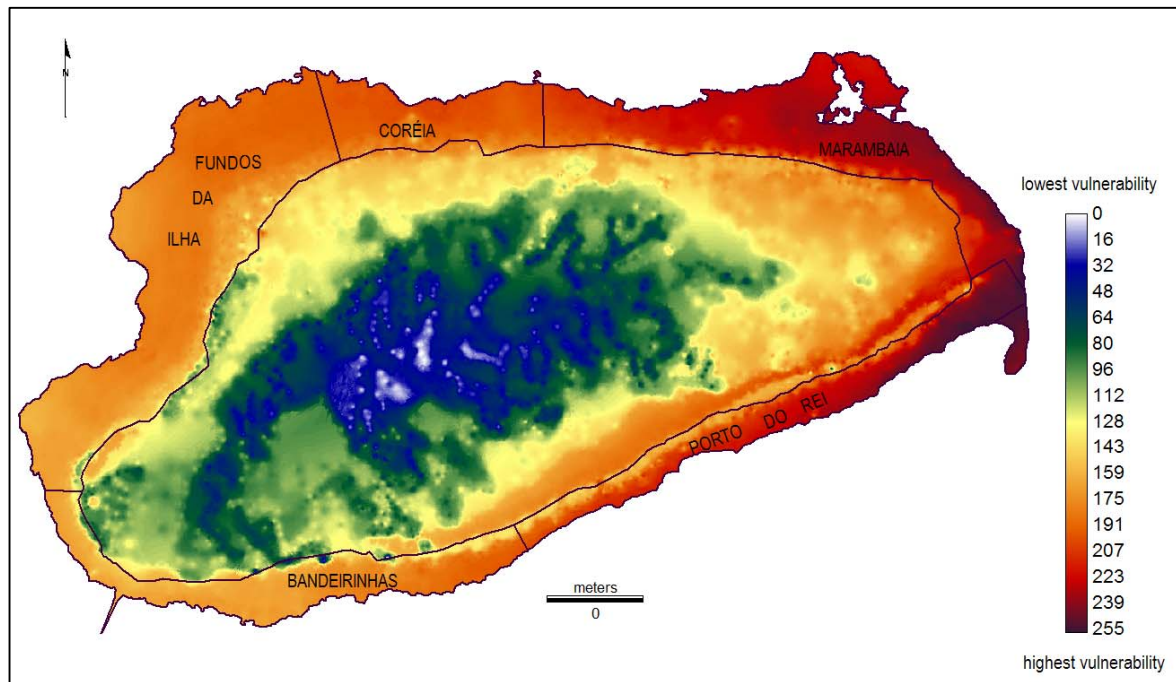 N
FUNDOS
DA
ILHA
CORÉIA
MARAMBAIA
PORTO DO REI
BANDEIRINHAS
meters
0
lowest vulnerability
0
16
32
48
64
80
96
112
128
143
159
175
191
207
223
239
255
highest vulnerability